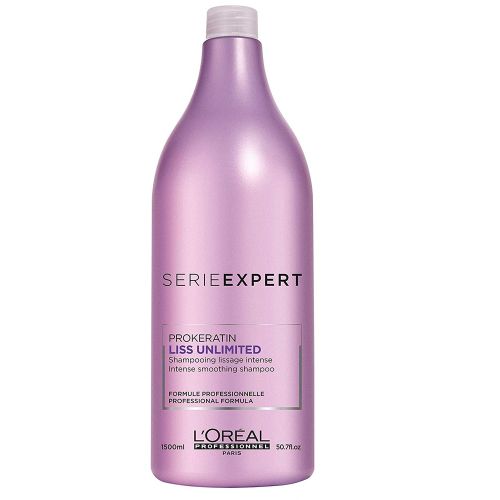 SERIEEXPERT
PROKERATIN
LISS UNLIMITED
Shampooing lissage intense
Intense smoothing shampoo
FORMULE PROFESSIONNELLE
PROFESSIONAL FORMULA
1500ml L'ORÉAL 50.7fl.oz
PROFESSIONNEL
PARIS